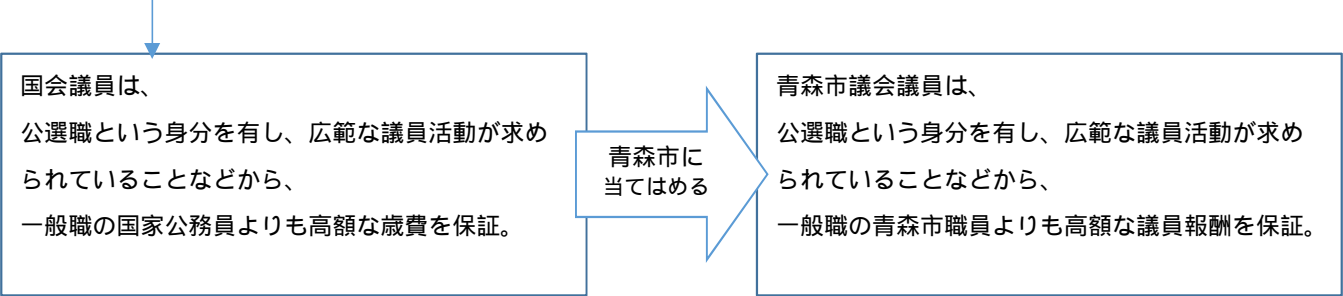 国会議員は、
公選職という身分を有し、広範な議員活動が求め
られていることなどから、
一般職の国家公務員よりも高額な歳費を保証。
青森市に
当てはめる
青森市議会議員は、
公選職という身分を有し、広範な議員活動が求め
られていることなどから、
一般職の青森市職員よりも高額な議員報酬を保証。